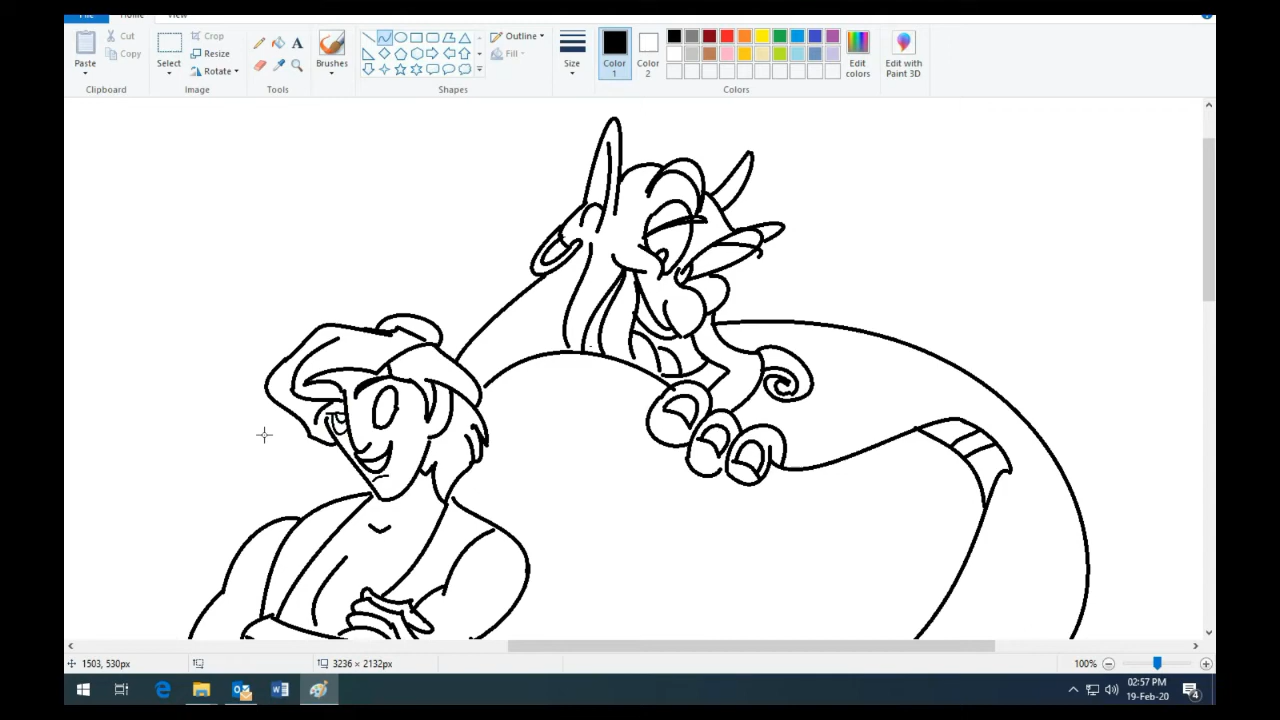 File Home View
Cut Crop Outline
Copy Resize Fill
Paste Select Rotate A Brushes Size Color 1 Color 2 Edit colors Edit with Paint 3D
Clipboard Image Tools Shapes Colors
1503, 530px 3236 × 2132px 100%
02:57 PM
19-Feb-20
4